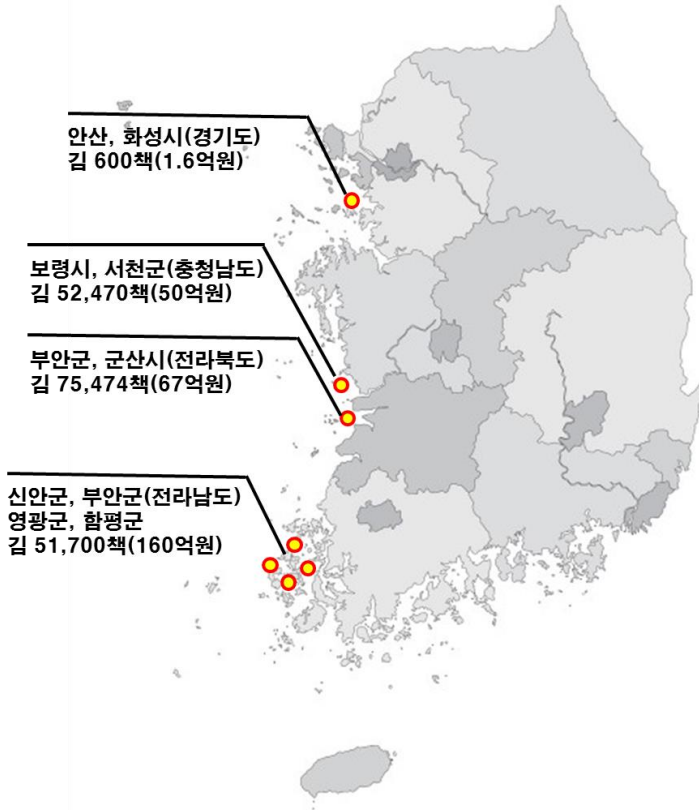 안산, 화성시(경기도)
김 600책(1.6억원)
보령시, 서천군(충청남도)
김 52,470책(50억원)
부안군, 군산시(전라북도)
김 75,474책(67억원)
신안군, 부안군(전라남도)
영광군, 함평군
김 51,700책(160억원)